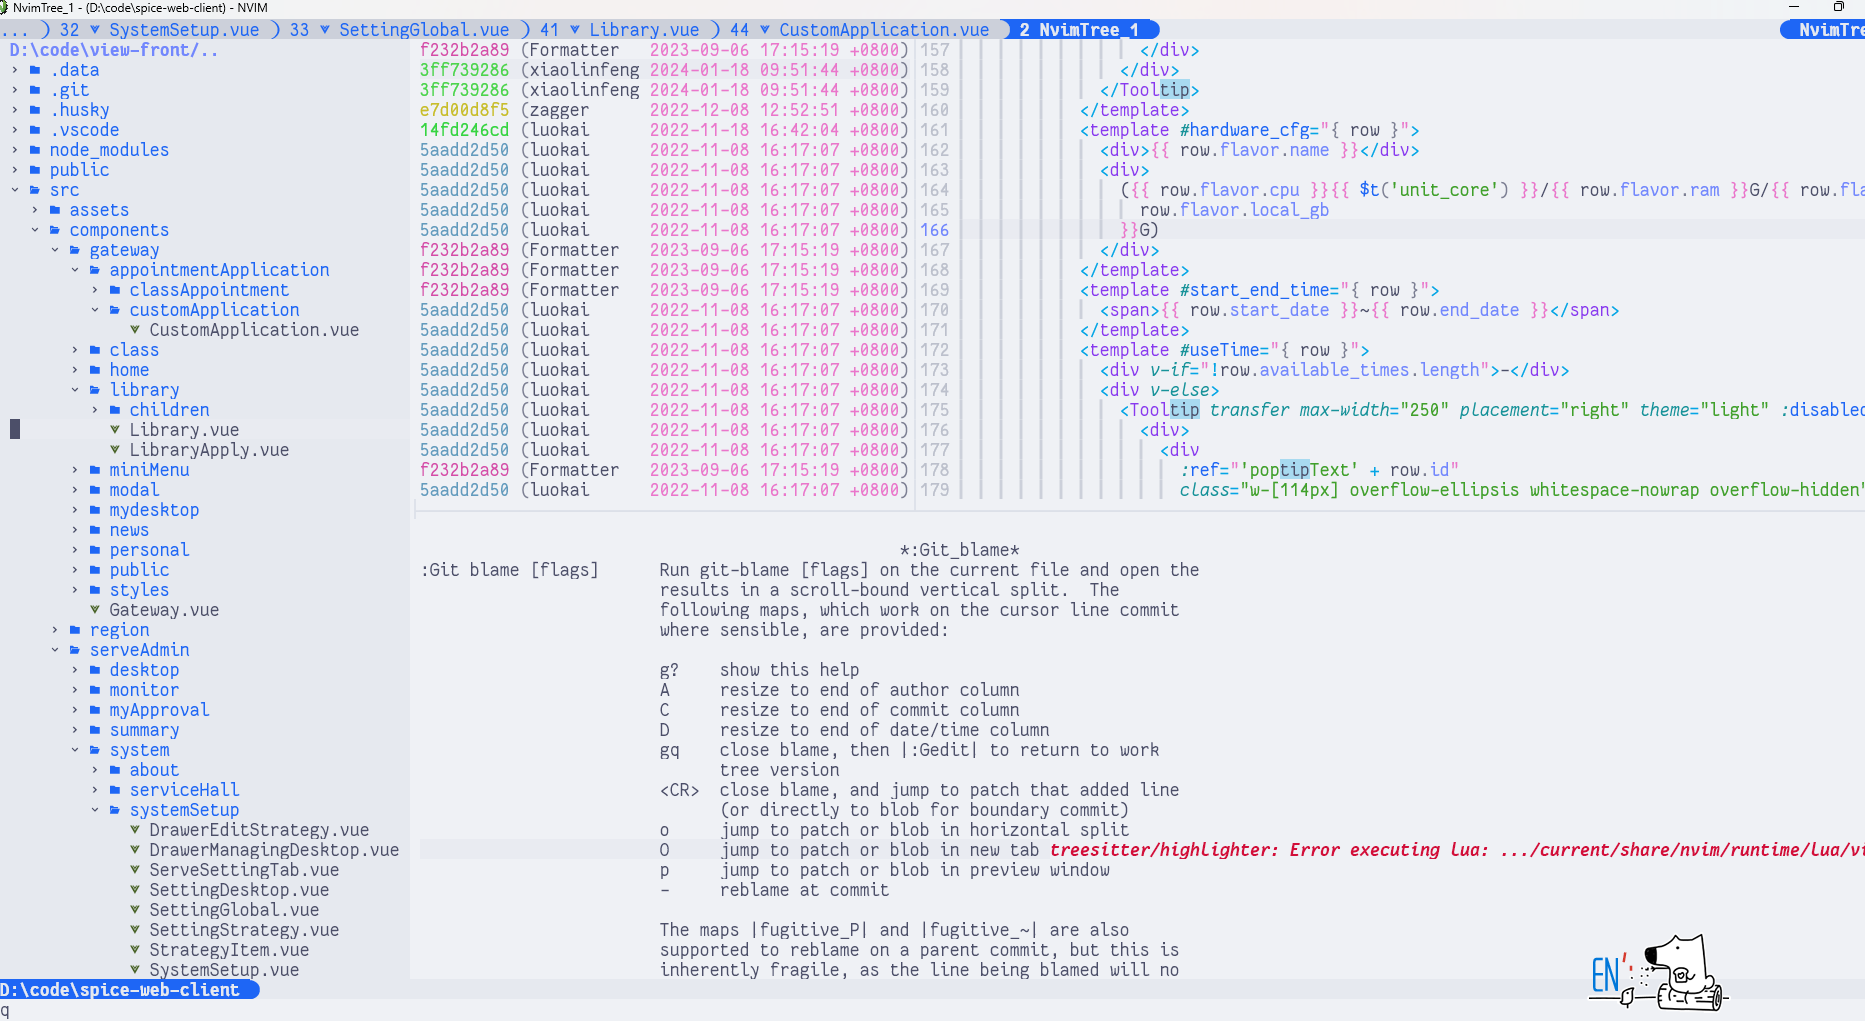 NvimTree_1 - (D:\code\spice-web-client) - NVIM
... ) 32 SystemSetup.vue ) 33 SettingGlobal.vue ) 41 Library.vue ) 44 CustomApplication.vue 2 NvimTree_1 NvimTre
D:\code\view-front/..
> .data
> .git
> .husky
> .vscode
> node_modules
> public
src
> assets
components
gateway
appointmentApplication
> classAppointment
customApplication
CustomApplication.vue
> class
> home
library
> children
Library.vue
LibraryApply.vue
> miniMenu
> modal
> mydesktop
> news
> personal
> public
> styles
Gateway.vue
> region
serveAdmin
> desktop
> monitor
> myApproval
> summary
system
> about
> serviceHall
systemSetup
DrawerEditStrategy.vue
DrawerManagingDesktop.vue
ServeSettingTab.vue
SettingDesktop.vue
SettingGlobal.vue
SettingStrategy.vue
StrategyItem.vue
SystemSetup.vue
f232b2a89 (Formatter 2023-09-06 17:15:19 +0800) 157 </div>
3ff739286 (xiaolinfeng 2024-01-18 09:51:44 +0800) 158 </div>
3ff739286 (xiaolinfeng 2024-01-18 09:51:44 +0800) 159 </Tooltip>
e7d00d8f5 (zagger 2022-12-08 12:52:51 +0800) 160 </template>
14fd246cd (luokai 2022-11-18 16:42:04 +0800) 161 <template #hardware_cfg="{ row }">
5aadd2d50 (luokai 2022-11-08 16:17:07 +0800) 162 <div>{{ row.flavor.name }}</div>
5aadd2d50 (luokai 2022-11-08 16:17:07 +0800) 163 <div>
5aadd2d50 (luokai 2022-11-08 16:17:07 +0800) 164 ({{ row.flavor.cpu }}{{ $t('unit_core') }}/{{ row.flavor.ram }}G/{{ row.fla
5aadd2d50 (luokai 2022-11-08 16:17:07 +0800) 165 row.flavor.local_gb
5aadd2d50 (luokai 2022-11-08 16:17:07 +0800) 166 }}G)
f232b2a89 (Formatter 2023-09-06 17:15:19 +0800) 167 </div>
f232b2a89 (Formatter 2023-09-06 17:15:19 +0800) 168 </template>
f232b2a89 (Formatter 2023-09-06 17:15:19 +0800) 169 <template #start_end_time="{ row }">
5aadd2d50 (luokai 2022-11-08 16:17:07 +0800) 170 <span>{{ row.start_date }}~{{ row.end_date }}</span>
5aadd2d50 (luokai 2022-11-08 16:17:07 +0800) 171 </template>
5aadd2d50 (luokai 2022-11-08 16:17:07 +0800) 172 <template #useTime="{ row }">
5aadd2d50 (luokai 2022-11-08 16:17:07 +0800) 173 <div v-if="!row.available_times.length">-</div>
5aadd2d50 (luokai 2022-11-08 16:17:07 +0800) 174 <div v-else>
5aadd2d50 (luokai 2022-11-08 16:17:07 +0800) 175 <Tooltip transfer max-width="250" placement="right" theme="light" :disabled
5aadd2d50 (luokai 2022-11-08 16:17:07 +0800) 176 <div>
5aadd2d50 (luokai 2022-11-08 16:17:07 +0800) 177 <div
f232b2a89 (Formatter 2023-09-06 17:15:19 +0800) 178 :ref="'poptipText' + row.id"
5aadd2d50 (luokai 2022-11-08 16:17:07 +0800) 179 class="w-[114px] overflow-ellipsis whitespace-nowrap overflow-hidden"
*:Git_blame*
:Git blame [flags] Run git-blame [flags] on the current file and open the
results in a scroll-bound vertical split. The
following maps, which work on the cursor line commit
where sensible, are provided:
g? show this help
A resize to end of author column
C resize to end of commit column
D resize to end of date/time column
gq close blame, then |:Gedit| to return to work
tree version
<CR> close blame, and jump to patch that added line
(or directly to blob for boundary commit)
o jump to patch or blob in horizontal split
O jump to patch or blob in new tab treesitter/highlighter: Error executing lua: .../current/share/nvim/runtime/lua/vi
p jump to patch or blob in preview window
- reblame at commit
The maps |fugitive_P| and |fugitive_~| are also
supported to reblame on a parent commit, but this is
inherently fragile, as the line being blamed will no
D:\code\spice-web-client
q
EN